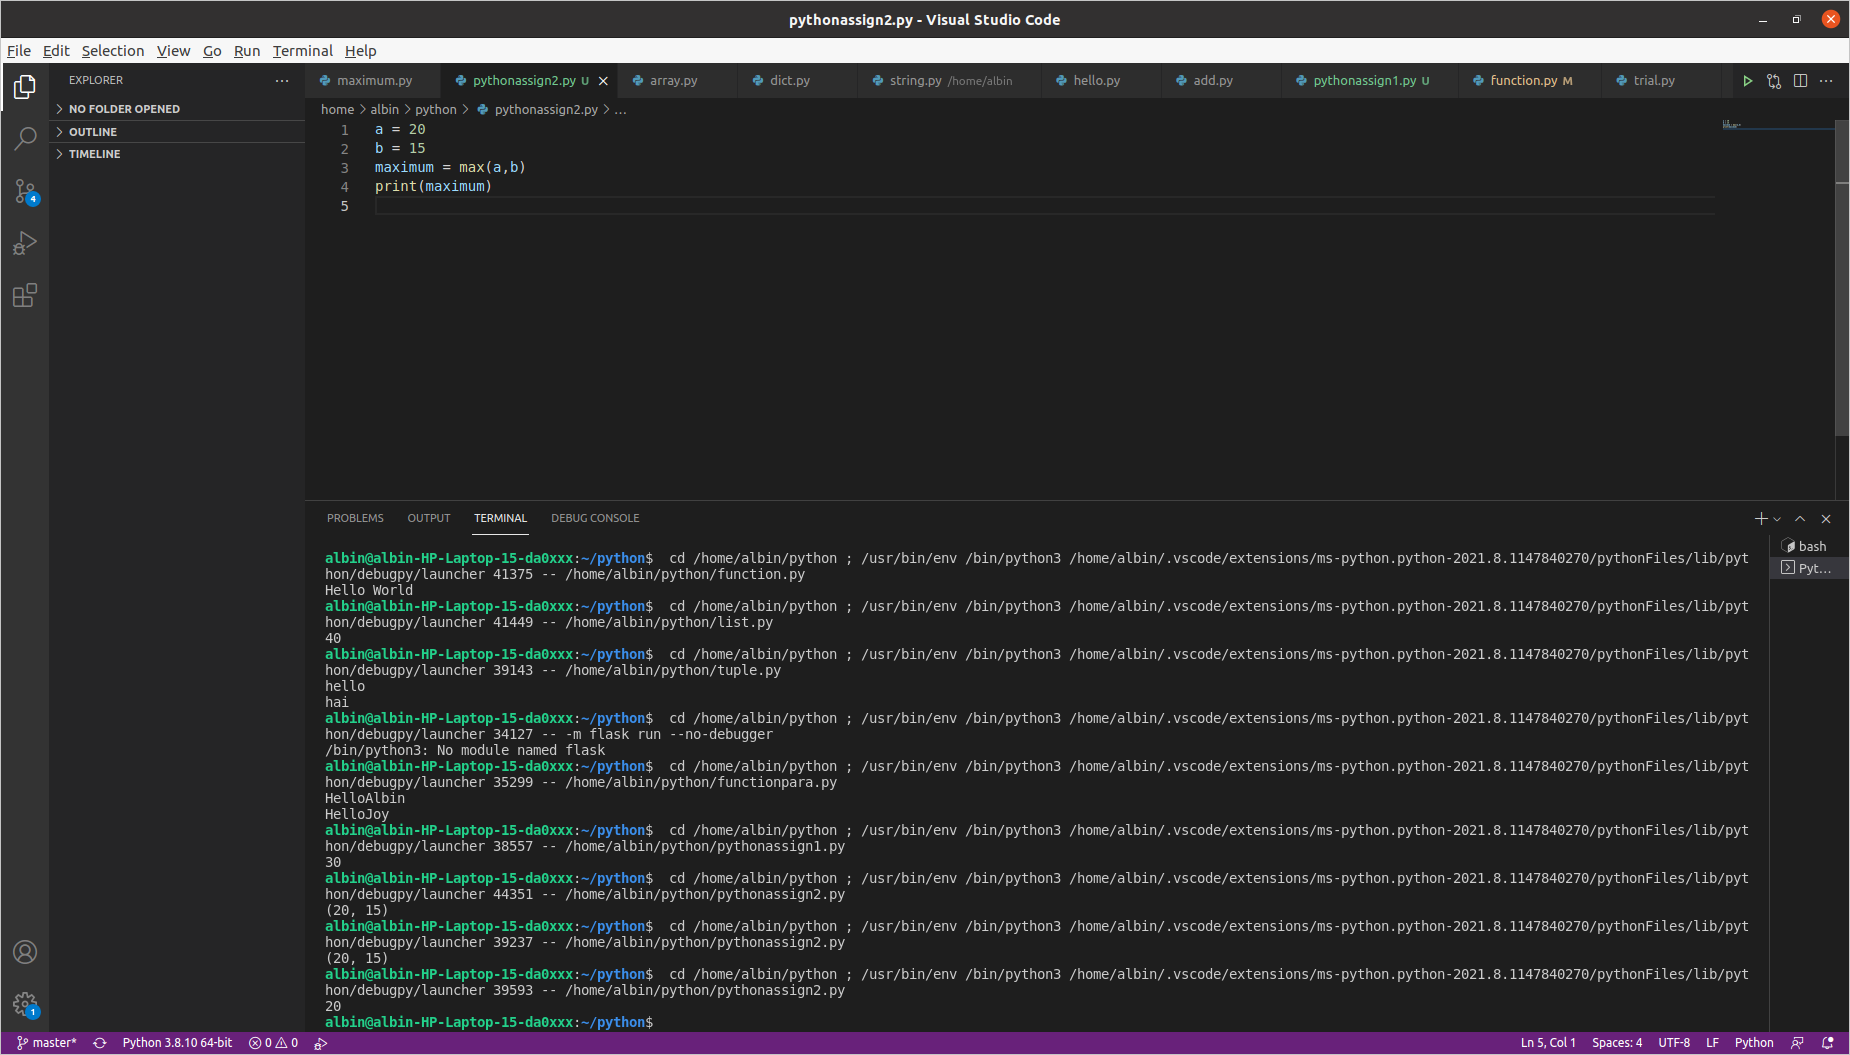 pythonassign2.py - Visual Studio Code
File Edit Selection View Go Run Terminal Help
EXPLORER
NO FOLDER OPENED
OUTLINE
TIMELINE
4
1
maximum.py pythonassign2.py U array.py dict.py string.py /home/albin hello.py add.py pythonassign1.py U function.py M trial.py
home > albin > python > pythonassign2.py > ...
1 a = 20
2 b = 15
3 maximum = max(a,b)
4 print(maximum)
5
PROBLEMS OUTPUT TERMINAL DEBUG CONSOLE
albin@albin-HP-Laptop-15-da0xxx:~/python$  cd /home/albin/python ; /usr/bin/env /bin/python3 /home/albin/.vscode/extensions/ms-python.python-2021.8.1147840270/pythonFiles/lib/pyt
hon/debugpy/launcher 41375 -- /home/albin/python/function.py
Hello World
albin@albin-HP-Laptop-15-da0xxx:~/python$  cd /home/albin/python ; /usr/bin/env /bin/python3 /home/albin/.vscode/extensions/ms-python.python-2021.8.1147840270/pythonFiles/lib/pyt
hon/debugpy/launcher 41449 -- /home/albin/python/list.py
40
albin@albin-HP-Laptop-15-da0xxx:~/python$  cd /home/albin/python ; /usr/bin/env /bin/python3 /home/albin/.vscode/extensions/ms-python.python-2021.8.1147840270/pythonFiles/lib/pyt
hon/debugpy/launcher 39143 -- /home/albin/python/tuple.py
hello
hai
albin@albin-HP-Laptop-15-da0xxx:~/python$  cd /home/albin/python ; /usr/bin/env /bin/python3 /home/albin/.vscode/extensions/ms-python.python-2021.8.1147840270/pythonFiles/lib/pyt
hon/debugpy/launcher 34127 -- -m flask run --no-debugger
/bin/python3: No module named flask
albin@albin-HP-Laptop-15-da0xxx:~/python$  cd /home/albin/python ; /usr/bin/env /bin/python3 /home/albin/.vscode/extensions/ms-python.python-2021.8.1147840270/pythonFiles/lib/pyt
hon/debugpy/launcher 35299 -- /home/albin/python/functionpara.py
HelloAlbin
HelloJoy
albin@albin-HP-Laptop-15-da0xxx:~/python$  cd /home/albin/python ; /usr/bin/env /bin/python3 /home/albin/.vscode/extensions/ms-python.python-2021.8.1147840270/pythonFiles/lib/pyt
hon/debugpy/launcher 38557 -- /home/albin/python/pythonassign1.py
30
albin@albin-HP-Laptop-15-da0xxx:~/python$  cd /home/albin/python ; /usr/bin/env /bin/python3 /home/albin/.vscode/extensions/ms-python.python-2021.8.1147840270/pythonFiles/lib/pyt
hon/debugpy/launcher 44351 -- /home/albin/python/pythonassign2.py
(20, 15)
albin@albin-HP-Laptop-15-da0xxx:~/python$  cd /home/albin/python ; /usr/bin/env /bin/python3 /home/albin/.vscode/extensions/ms-python.python-2021.8.1147840270/pythonFiles/lib/pyt
hon/debugpy/launcher 39237 -- /home/albin/python/pythonassign2.py
(20, 15)
albin@albin-HP-Laptop-15-da0xxx:~/python$  cd /home/albin/python ; /usr/bin/env /bin/python3 /home/albin/.vscode/extensions/ms-python.python-2021.8.1147840270/pythonFiles/lib/pyt
hon/debugpy/launcher 39593 -- /home/albin/python/pythonassign2.py
20
albin@albin-HP-Laptop-15-da0xxx:~/python$
bash
Pyt...
master* Python 3.8.10 64-bit 0 0 Ln 5, Col 1 Spaces: 4 UTF-8 LF Python